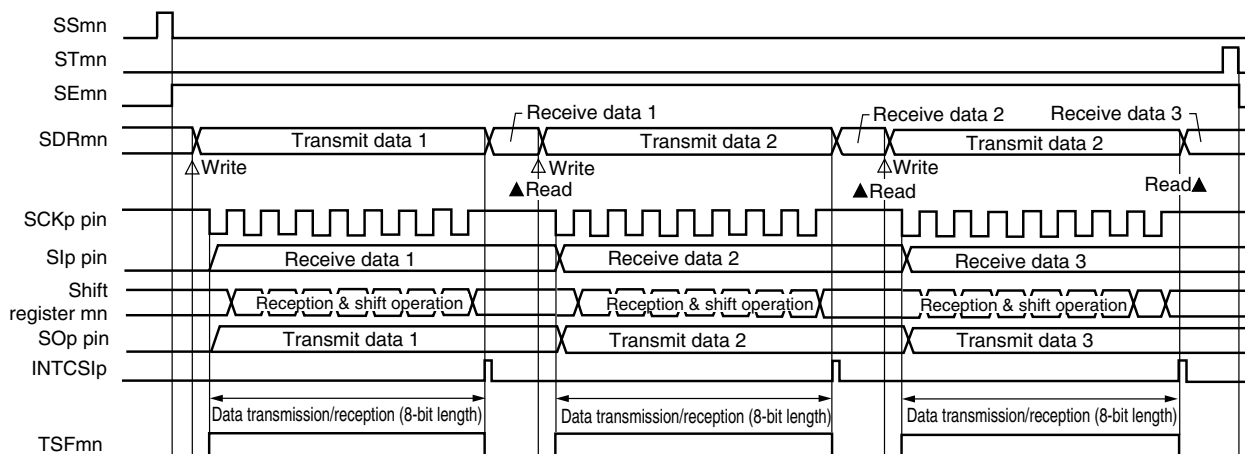 SSmn
STmn
SEmn
Receive data 1
Receive data 2
Receive data 3
SDRmn
Transmit data 1
Transmit data 2
Transmit data 2
△Write
△Write
△Write
▲Read
▲Read
Read▲
SCKp pin
SIp pin
Receive data 1
Receive data 2
Receive data 3
Shift
register mn
Reception & shift operation
Reception & shift operation
Reception & shift operation
SOp pin
Transmit data 1
Transmit data 2
Transmit data 3
INTCSIp
Data transmission/reception (8-bit length)
Data transmission/reception (8-bit length)
Data transmission/reception (8-bit length)
TSFmn